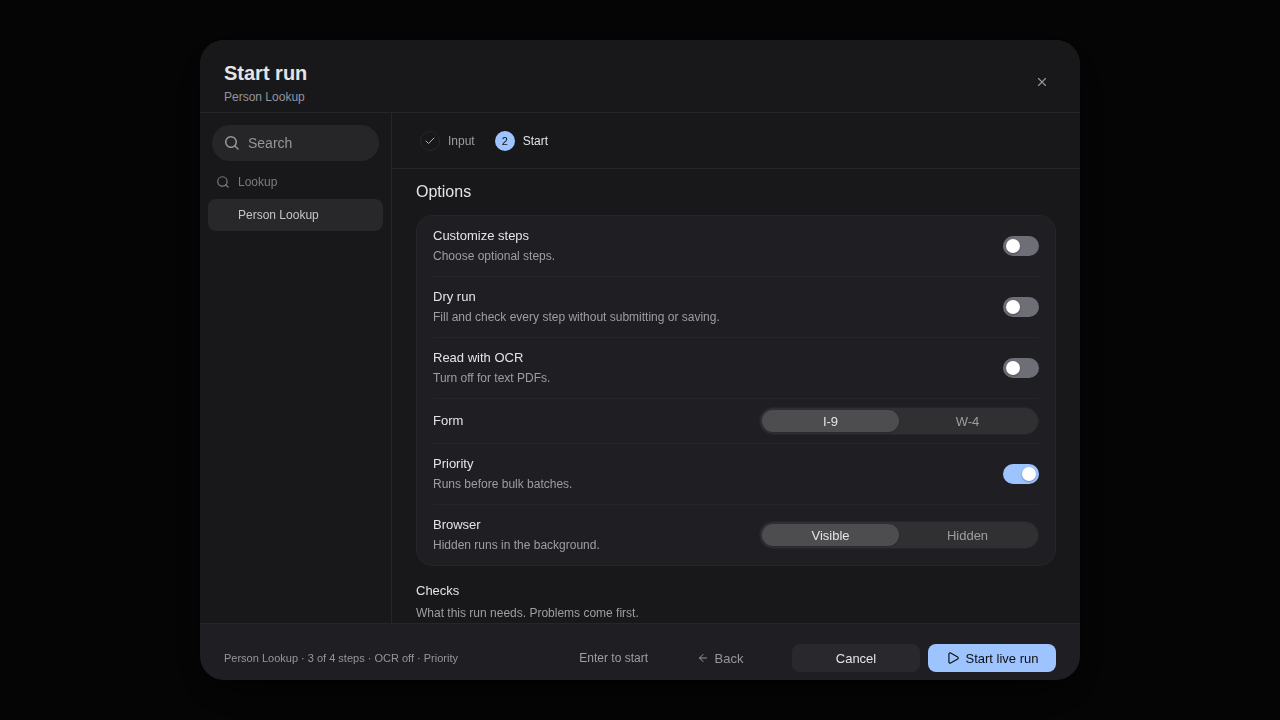 Start run
Person Lookup
Search
Lookup
Person Lookup
Input
2 Start
Options
Customize steps
Choose optional steps.
Dry run
Fill and check every step without submitting or saving.
Read with OCR
Turn off for text PDFs.
Form
I-9 W-4
Priority
Runs before bulk batches.
Browser
Hidden runs in the background.
Visible Hidden
Checks
What this run needs. Problems come first.
Person Lookup · 3 of 4 steps · OCR off · Priority
Enter to start
Back
Cancel
Start live run